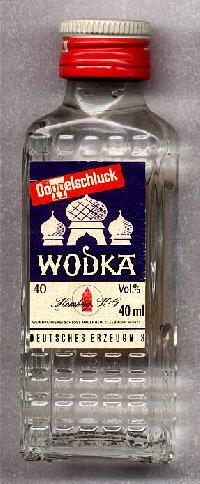 Doppelschluck
WODKA
40 Vol.%
40 ml
DEUTSCHES ERZEUGNIS